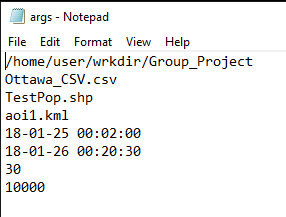 args - Notepad
File Edit Format View Help
/home/user/wrkdir/Group_Project
Ottawa_CSV.csv
TestPop.shp
aoi1.kml
18-01-25 00:02:00
18-01-26 00:20:30
30
10000